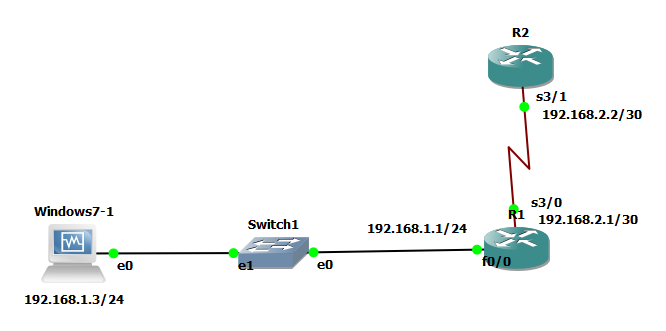 R2
s3/1
192.168.2.2/30
s3/0
R1
192.168.2.1/30
Windows7-1
Switch1
192.168.1.1/24
e0
e1
e0
f0/0
192.168.1.3/24